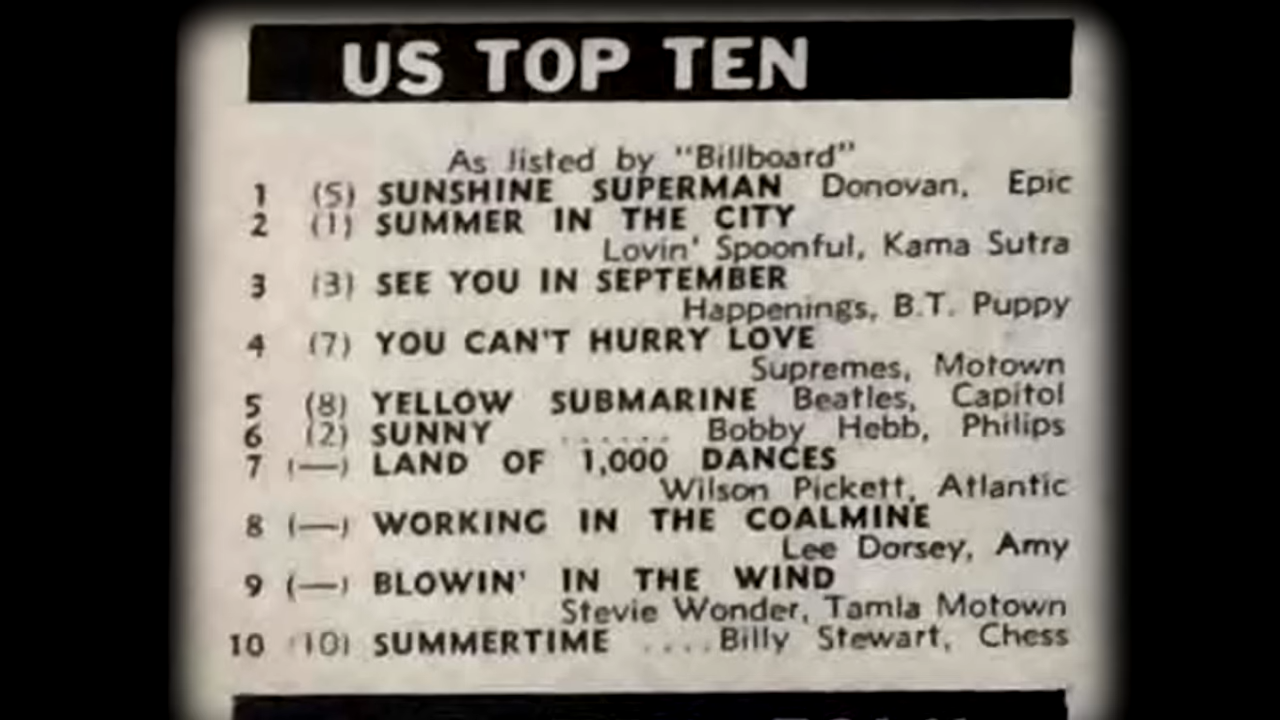 US TOP TEN
As listed by "Billboard"
1 (5) SUNSHINE SUPERMAN Donovan, Epic
2 (1) SUMMER IN THE CITY
Lovin' Spoonful, Kama Sutra
3 (3) SEE YOU IN SEPTEMBER
Happenings, B.T. Puppy
4 (7) YOU CAN'T HURRY LOVE
Supremes, Motown
5 (8) YELLOW SUBMARINE Beatles, Capitol
6 (2) SUNNY ...... Bobby Hebb, Philips
7 (—) LAND OF 1,000 DANCES
Wilson Pickett, Atlantic
8 (—) WORKING IN THE COALMINE
Lee Dorsey, Amy
9 (—) BLOWIN' IN THE WIND
Stevie Wonder, Tamla Motown
10 (10) SUMMERTIME ....Billy Stewart, Chess